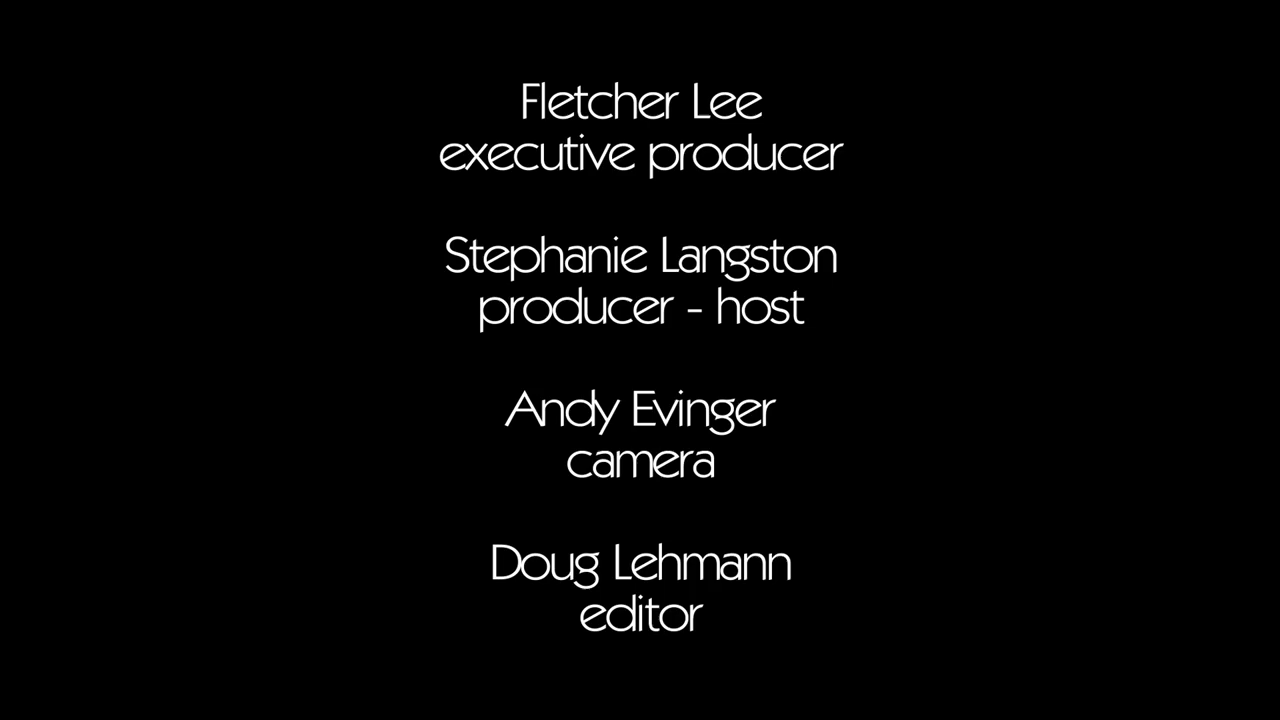 Fletcher Lee
executive producer
Stephanie Langston
producer - host
Andy Evinger
camera
Doug Lehmann
editor